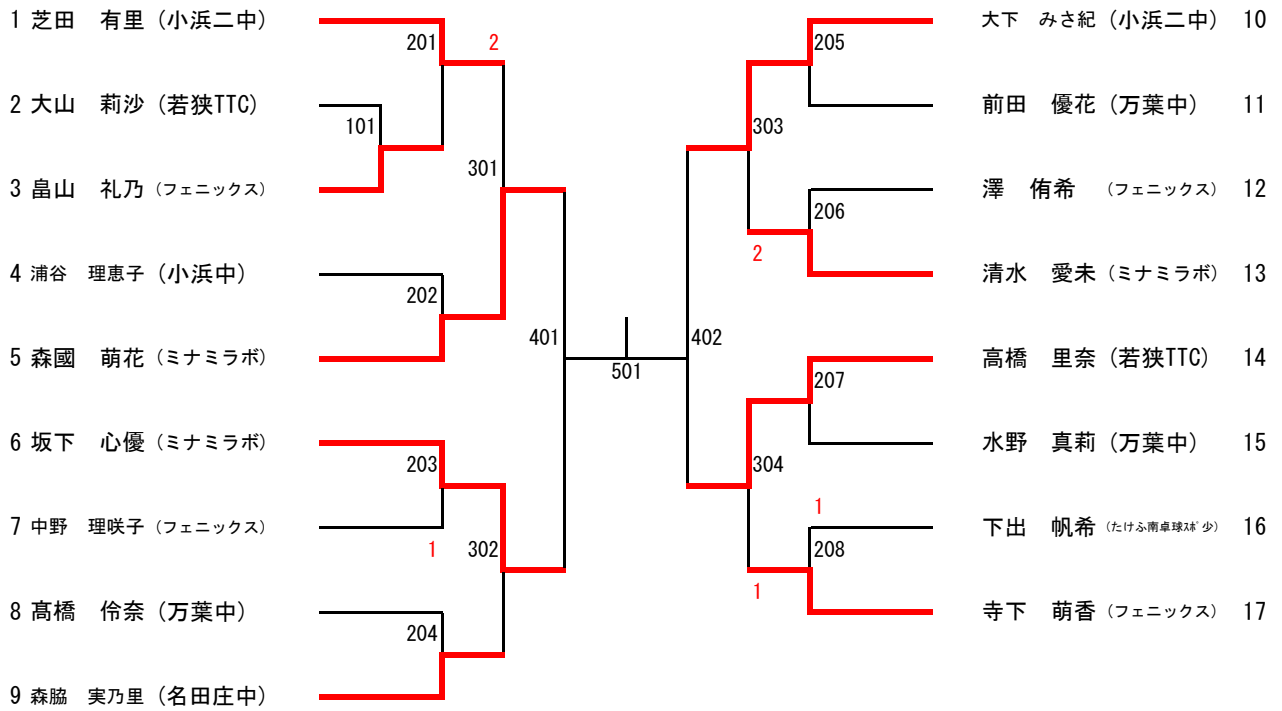 1 芝田　有里（小浜二中）
201
2
2 大山　莉沙（若狭TTC）
101
3 畠山　礼乃（フェニックス）
301
4 浦谷　理恵子（小浜中）
202
5 森國　萌花（ミナミラボ）
401
501
6 坂下　心優（ミナミラボ）
203
7 中野　理咲子（フェニックス）
1
302
8 髙橋　伶奈（万葉中）
204
9 森脇　実乃里（名田庄中）
大下　みさ紀（小浜二中） 10
205
前田　優花（万葉中） 11
303
澤　侑希　（フェニックス） 12
206
2
清水　愛未（ミナミラボ） 13
402
高橋　里奈（若狭TTC） 14
207
水野　真莉（万葉中） 15
304
1
下出　帆希（たけふ南卓球ｽﾎﾟ少） 16
208
1
寺下　萌香（フェニックス） 17